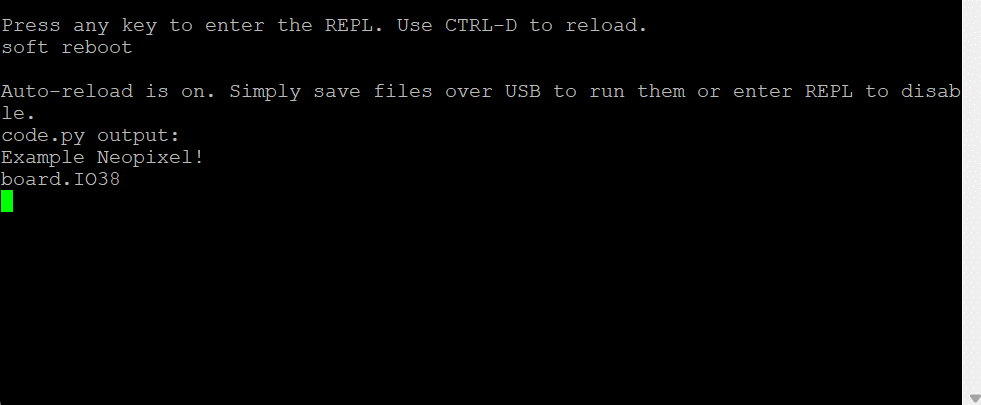 Press any key to enter the REPL. Use CTRL-D to reload.
soft reboot
Auto-reload is on. Simply save files over USB to run them or enter REPL to disab
le.
code.py output:
Example Neopixel!
board.IO38